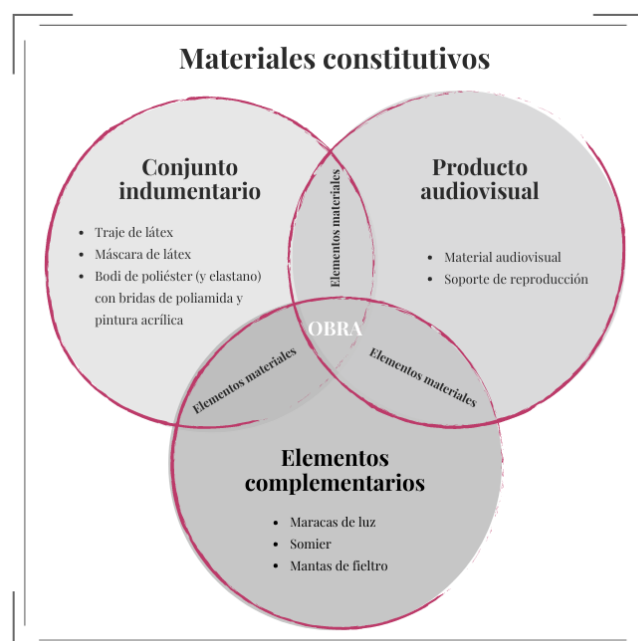 Materiales constitutivos
Conjunto
indumentario
• Traje de látex
• Máscara de látex
• Bodi de poliéster (y elastano)
con bridas de poliamida y
pintura acrílica
Producto
audiovisual
• Material audiovisual
• Soporte de reproducción
Elementos materiales
OBRA
Elementos materiales
Elementos materiales
Elementos
complementarios
• Maracas de luz
• Somier
• Mantas de fieltro